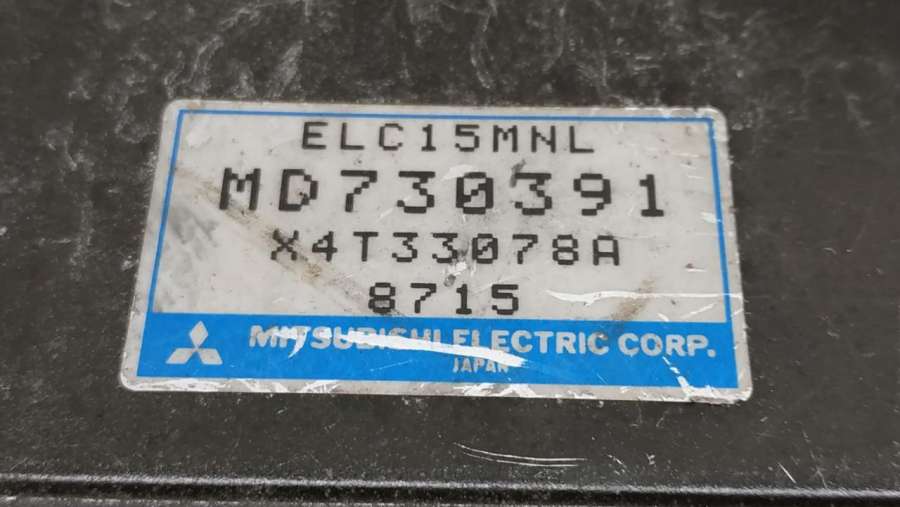 ELC15MNL
MD730391
X4T33078A
8715
MITSUBISHI ELECTRIC CORP.
JAPAN